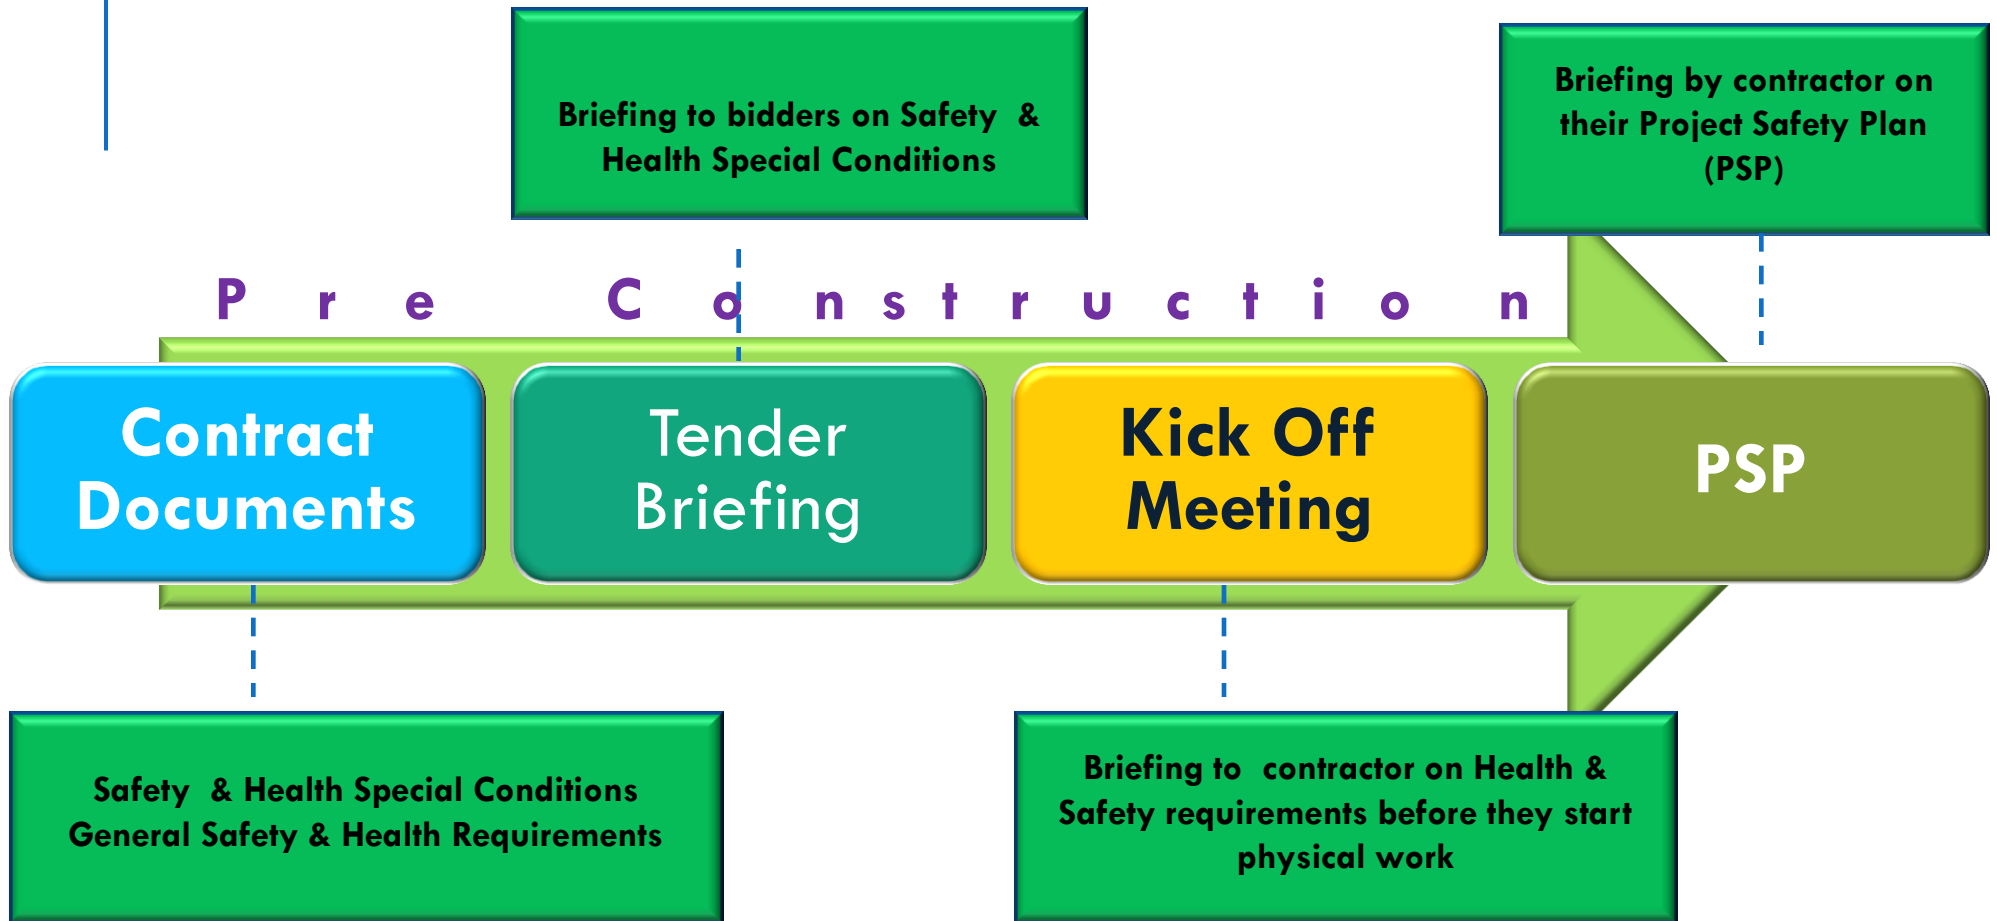 Briefing to bidders on Safety & 
Health Special Conditions
Briefing by contractor on
their Project Safety Plan
(PSP)
Pre Construction
Contract
Documents
Tender
Briefing
Kick Off
Meeting
PSP
Safety & Health Special Conditions
General Safety & Health Requirements
Briefing to contractor on Health &
Safety requirements before they start
physical work